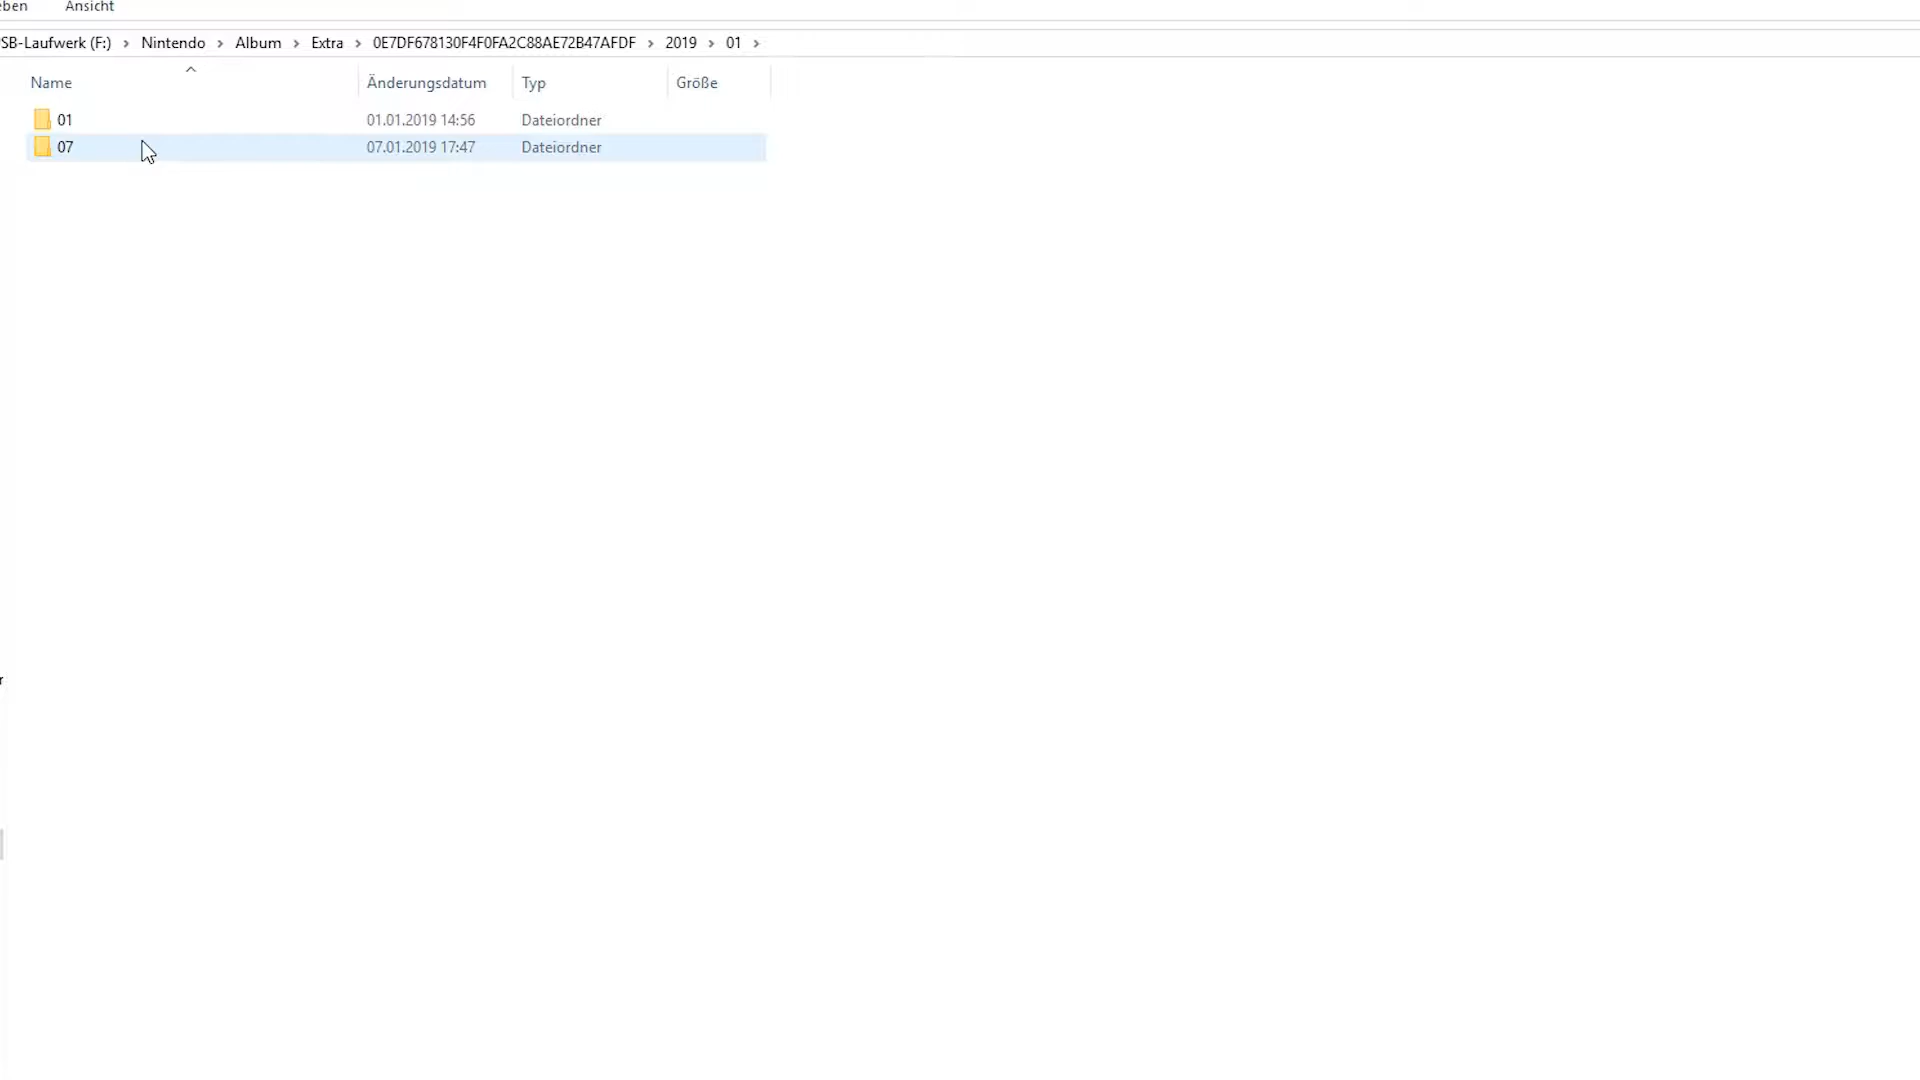 eben Ansicht
SB-Laufwerk (F:) › Nintendo › Album › Extra › 0E7DF678130F4F0FA2C88AE72B47AFDF › 2019 › 01 ›
Name Änderungsdatum Typ Größe
01 01.01.2019 14:56 Dateiordner
07 07.01.2019 17:47 Dateiordner
r